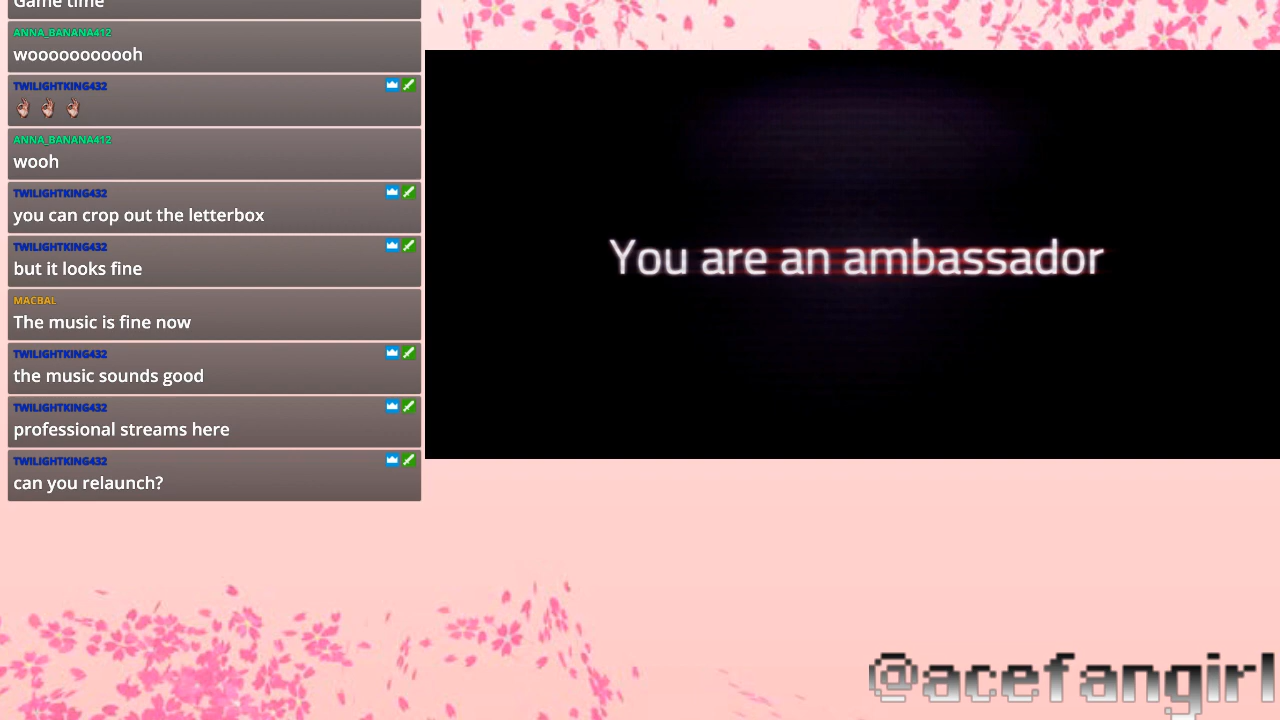 Game time
ANNA_BANANA412
wooooooooooh
TWILIGHTKING432
👌🏽 👌🏽 👌🏽
ANNA_BANANA412
wooh
TWILIGHTKING432
you can crop out the letterbox
TWILIGHTKING432
but it looks fine
MACBAL
The music is fine now
TWILIGHTKING432
the music sounds good
TWILIGHTKING432
professional streams here
TWILIGHTKING432
can you relaunch?
You are an ambassador
@acefangirl